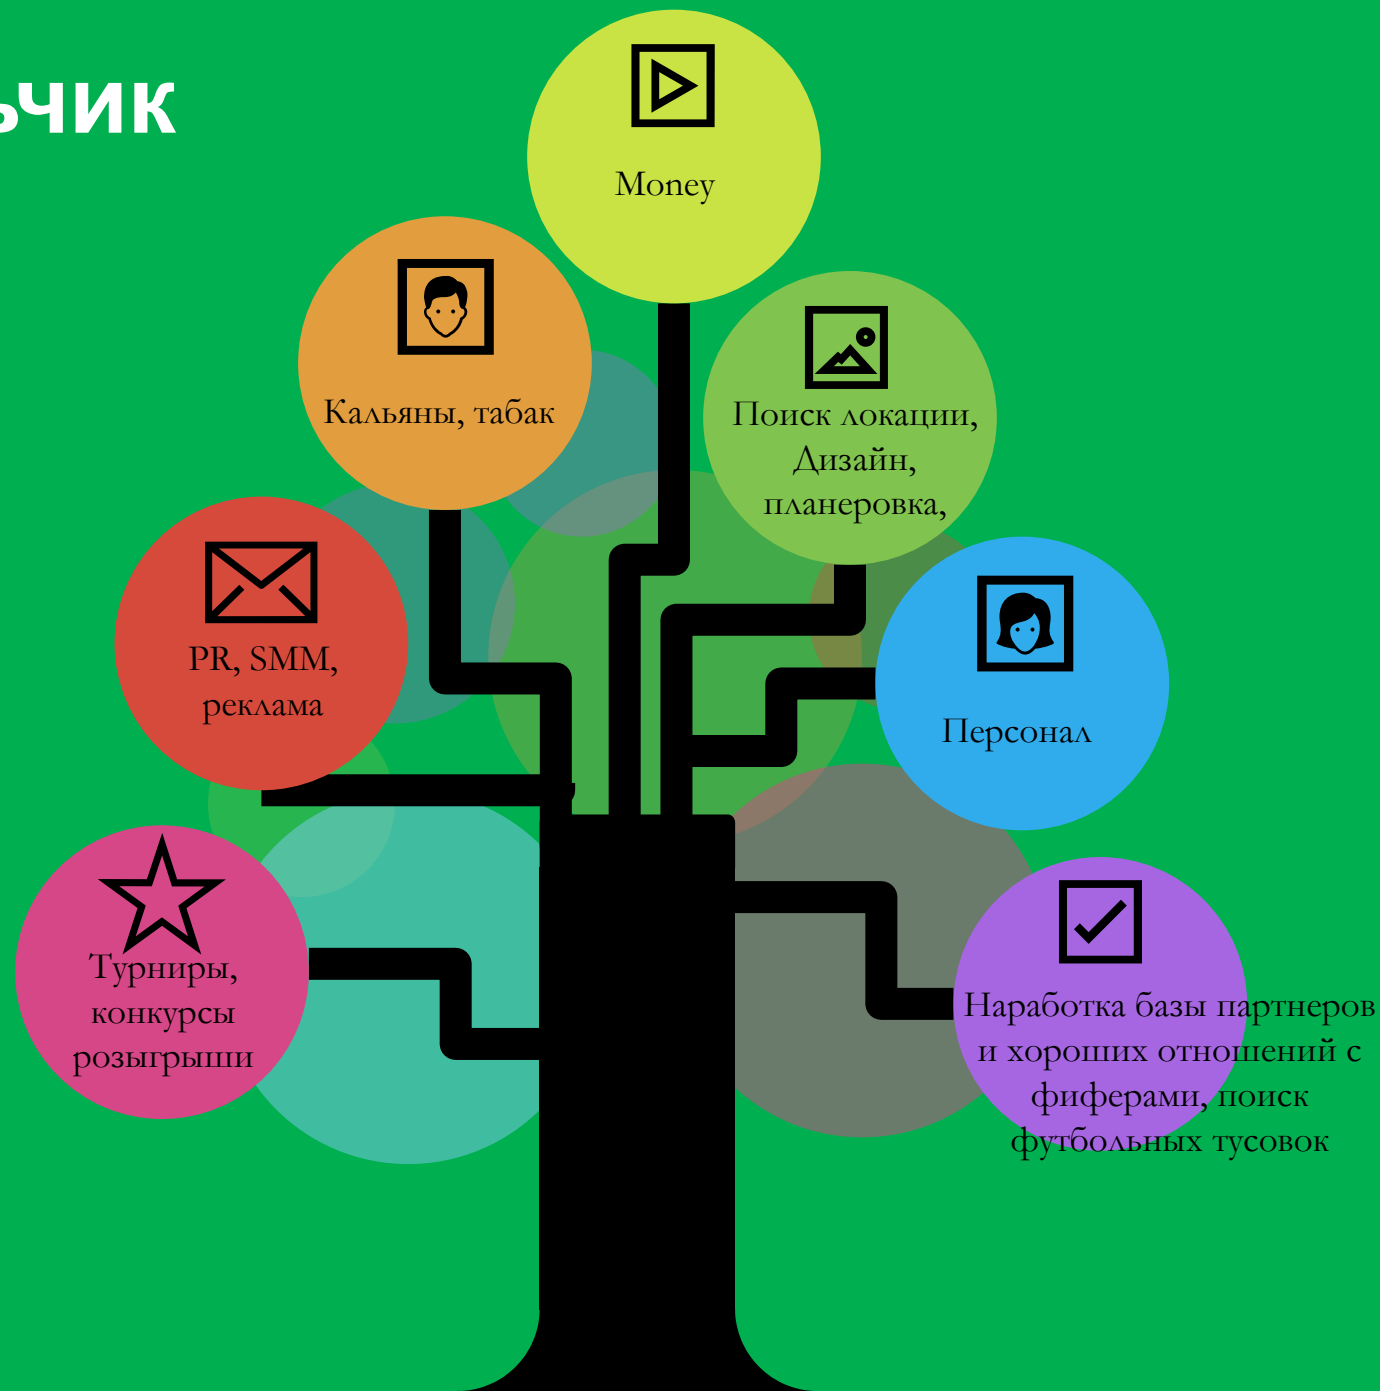 ьчик
Money
Кальяны, табак
Поиск локации,
Дизайн,
планеровка,
PR, SMM,
реклама
Персонал
Турниры,
конкурсы
розыгрыши
Наработка базы партнеров
и хороших отношений с
фиферами, поиск
футбольных тусовок